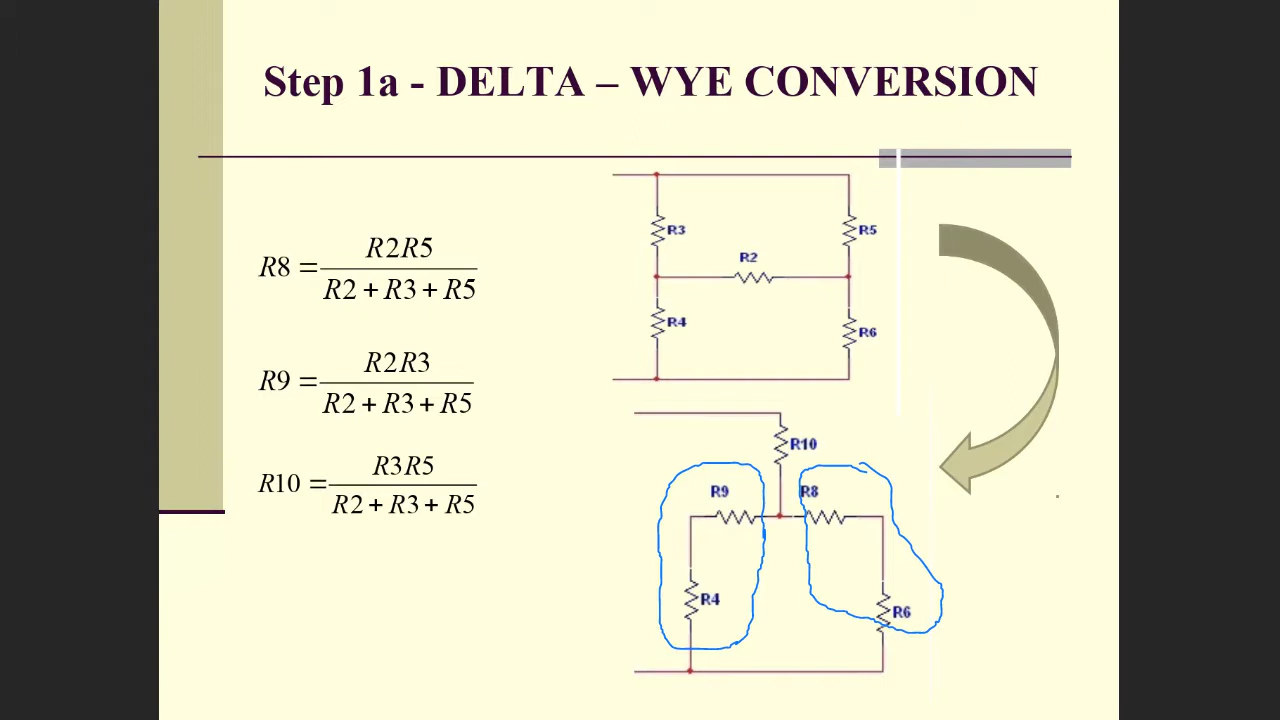 Step 1a - DELTA – WYE CONVERSION
R8 = R2R5 / R2 + R3 + R5
R9 = R2R3 / R2 + R3 + R5
R10 = R3R5 / R2 + R3 + R5
R3
R5
R2
R4
R6
R10
R9
R8
R4
R6